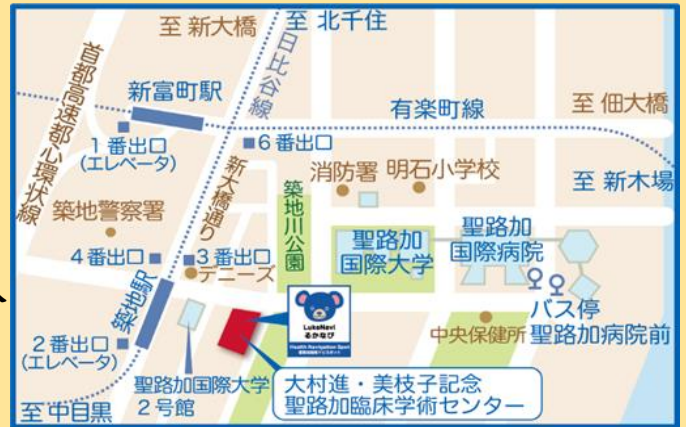 至 新大橋
至 北千住
日比谷線
首都高速都心環状線
新富町駅
有楽町線
至 佃大橋
1番出口
(エレベータ)
6番出口
新大橋通り
消防署
明石小学校
至 新木場
築地警察署
築地川公園
聖路加
国際大学
聖路加
国際病院
4番出口
3番出口
デニーズ
築地駅
LukeNavi
るかなび
Health Navigation Spot
バス停
聖路加病院前
中央保健所
2番出口
(エレベータ)
聖路加国際大学
2号館
大村進・美枝子記念
聖路加臨床学術センター
至 中目黒